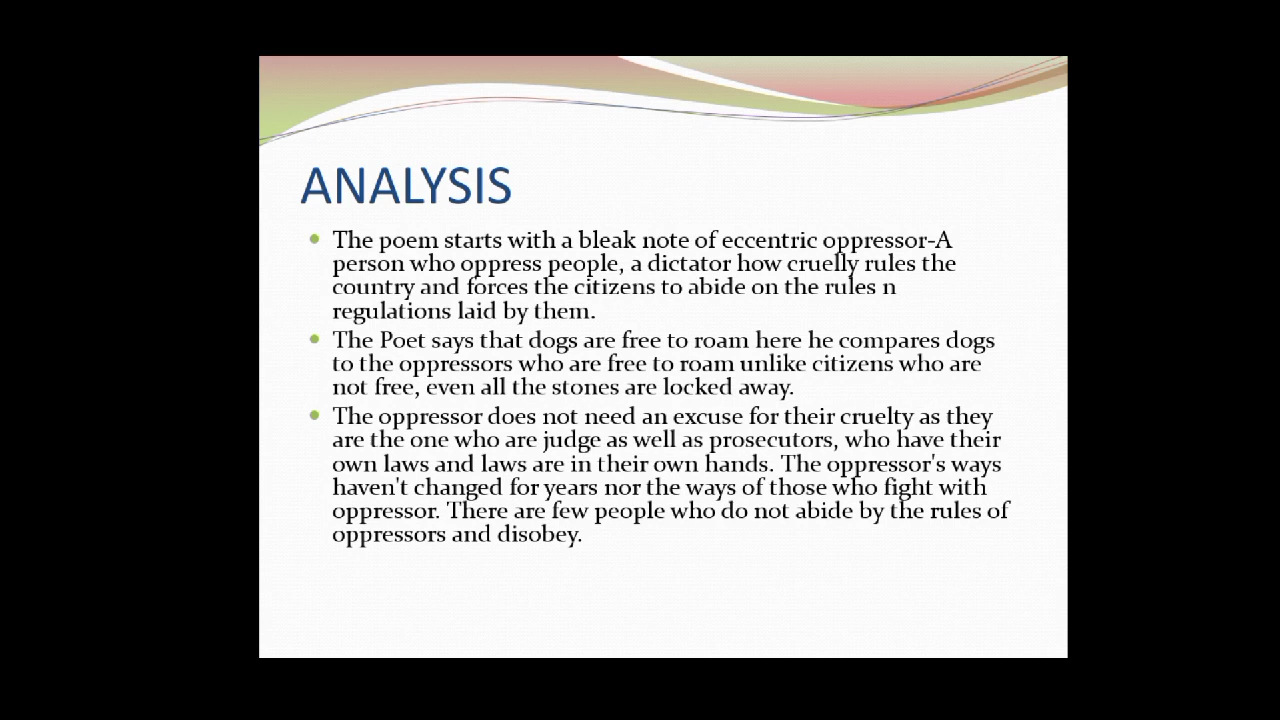 ANALYSIS
The poem starts with a bleak note of eccentric oppressor-A
person who oppress people, a dictator how cruelly rules the
country and forces the citizens to abide on the rules n
regulations laid by them.
The Poet says that dogs are free to roam here he compares dogs
to the oppressors who are free to roam unlike citizens who are
not free, even all the stones are locked away.
The oppressor does not need an excuse for their cruelty as they
are the one who are judge as well as prosecutors, who have their
own laws and laws are in their own hands. The oppressor's ways
haven't changed for years nor the ways of those who fight with
oppressor. There are few people who do not abide by the rules of
oppressors and disobey.